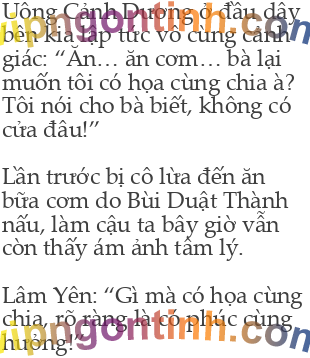 Uông Cảnh Dương ở đầu dây
bên kia lập tức vô cùng cảnh
giác: “Ăn… ăn cơm… bà lại
muốn tôi có họa cùng chia à?
Tôi nói cho bà biết, không có
cửa đâu!”

Lần trước bị cô lừa đến ăn
bữa cơm do Bùi Duật Thành
nấu, làm cậu ta bây giờ vẫn
còn thấy ám ảnh tâm lý.

Lâm Yên: “Gì mà có họa cùng
chia, rõ ràng là có phúc cùng
hưởng!”